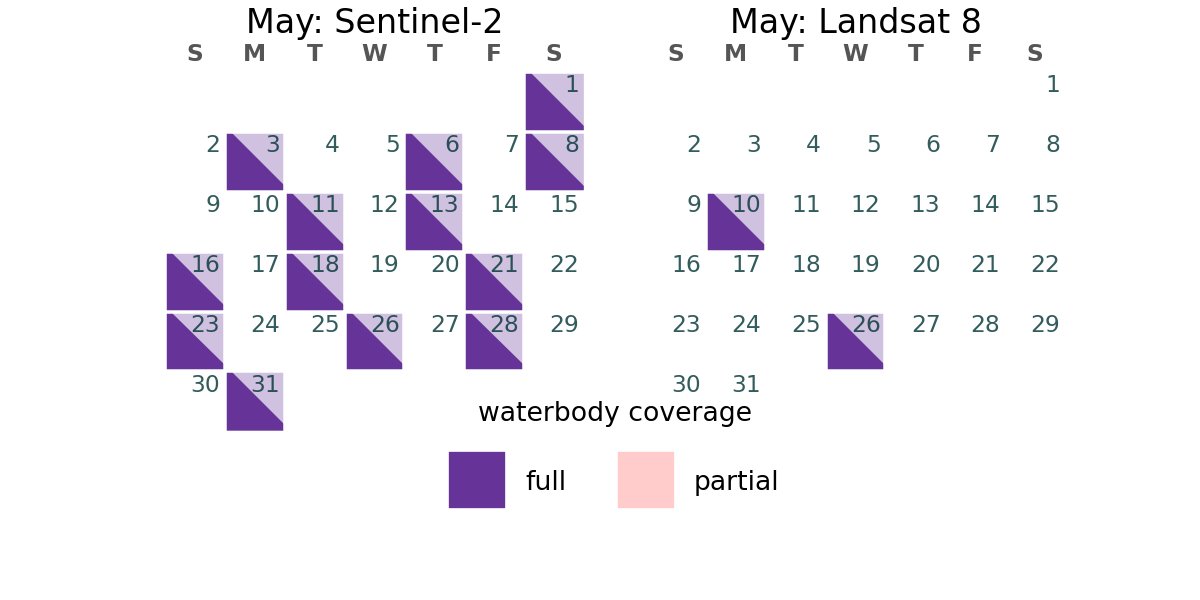 May: Sentinel-2
S M T W T F S
1
2 3 4 5 6 7 8
9 10 11 12 13 14 15
16 17 18 19 20 21 22
23 24 25 26 27 28 29
30 31
May: Landsat 8
S M T W T F S
1
2 3 4 5 6 7 8
9 10 11 12 13 14 15
16 17 18 19 20 21 22
23 24 25 26 27 28 29
30 31
waterbody coverage
full partial